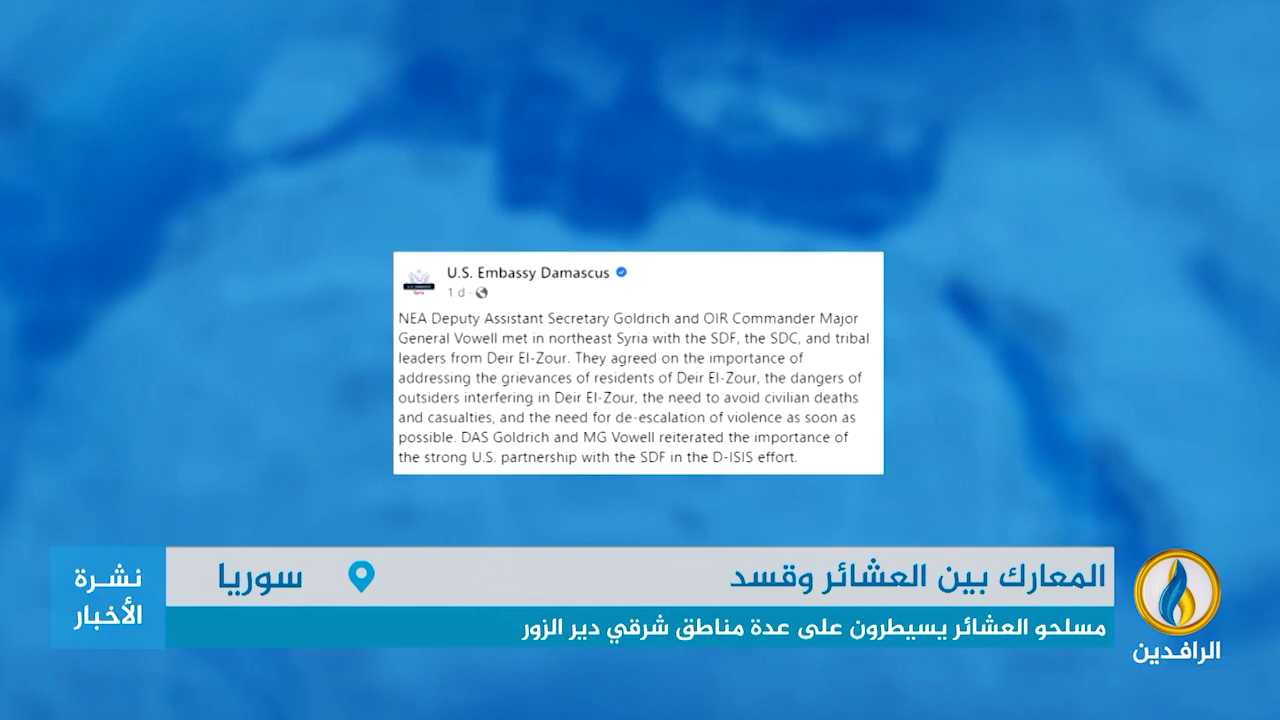 U.S. Embassy Damascus
1 d
NEA Deputy Assistant Secretary Goldrich and OIR Commander Major
General Vowell met in northeast Syria with the SDF, the SDC, and tribal
leaders from Deir El-Zour. They agreed on the importance of
addressing the grievances of residents of Deir El-Zour, the dangers of
outsiders interfering in Deir El-Zour, the need to avoid civilian deaths
and casualties, and the need for de-escalation of violence as soon as
possible. DAS Goldrich and MG Vowell reiterated the importance of
the strong U.S. partnership with the SDF in the D-ISIS effort.
المعارك بين العشائر وقسد
سوريا
مسلحو العشائر يسيطرون على عدة مناطق شرقي دير الزور
نشرة
الأخبار
الرافدين